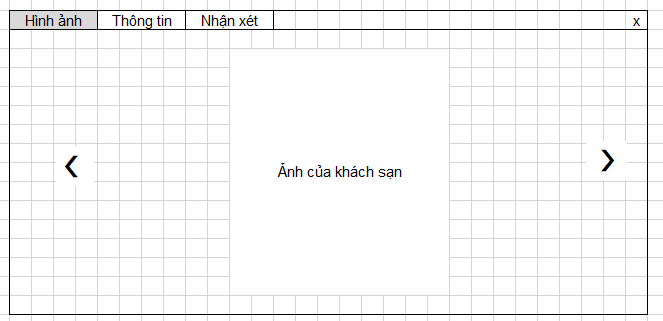 Hình ảnh Thông tin Nhận xét x
‹ ›
Ảnh của khách sạn